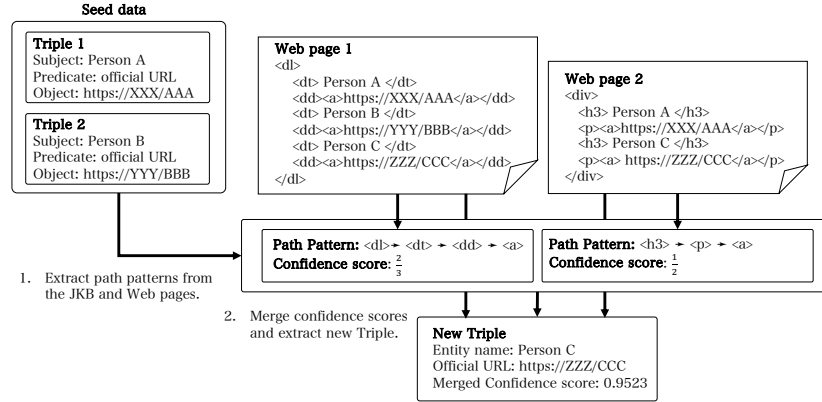 Seed data
Triple 1
Subject: Person A
Predicate: official URL
Object: https://XXX/AAA
Triple 2
Subject: Person B
Predicate: official URL
Object: https://YYY/BBB
Web page 1
<dl>
<dt> Person A </dt>
<dd><a>https://XXX/AAA</a></dd>
<dt> Person B </dt>
<dd><a>https://YYY/BBB</a></dd>
<dt> Person C </dt>
<dd><a>https://ZZZ/CCC</a></dd>
</dl>
Web page 2
<div>
<h3> Person A </h3>
<p><a>https://XXX/AAA</a></p>
<h3> Person C </h3>
<p><a> https://ZZZ/CCC</a></p>
</div>
Path Pattern: <dl>➝ <dt> ➝ <dd> ➝ <a>
Confidence score: 2/3
Path Pattern: <h3> ➝ <p> ➝ <a>
Confidence score: 1/2
1. Extract path patterns from
the JKB and Web pages.
2. Merge confidence scores
and extract new Triple.
New Triple
Entity name: Person C
Official URL: https://ZZZ/CCC
Merged Confidence score: 0.9523